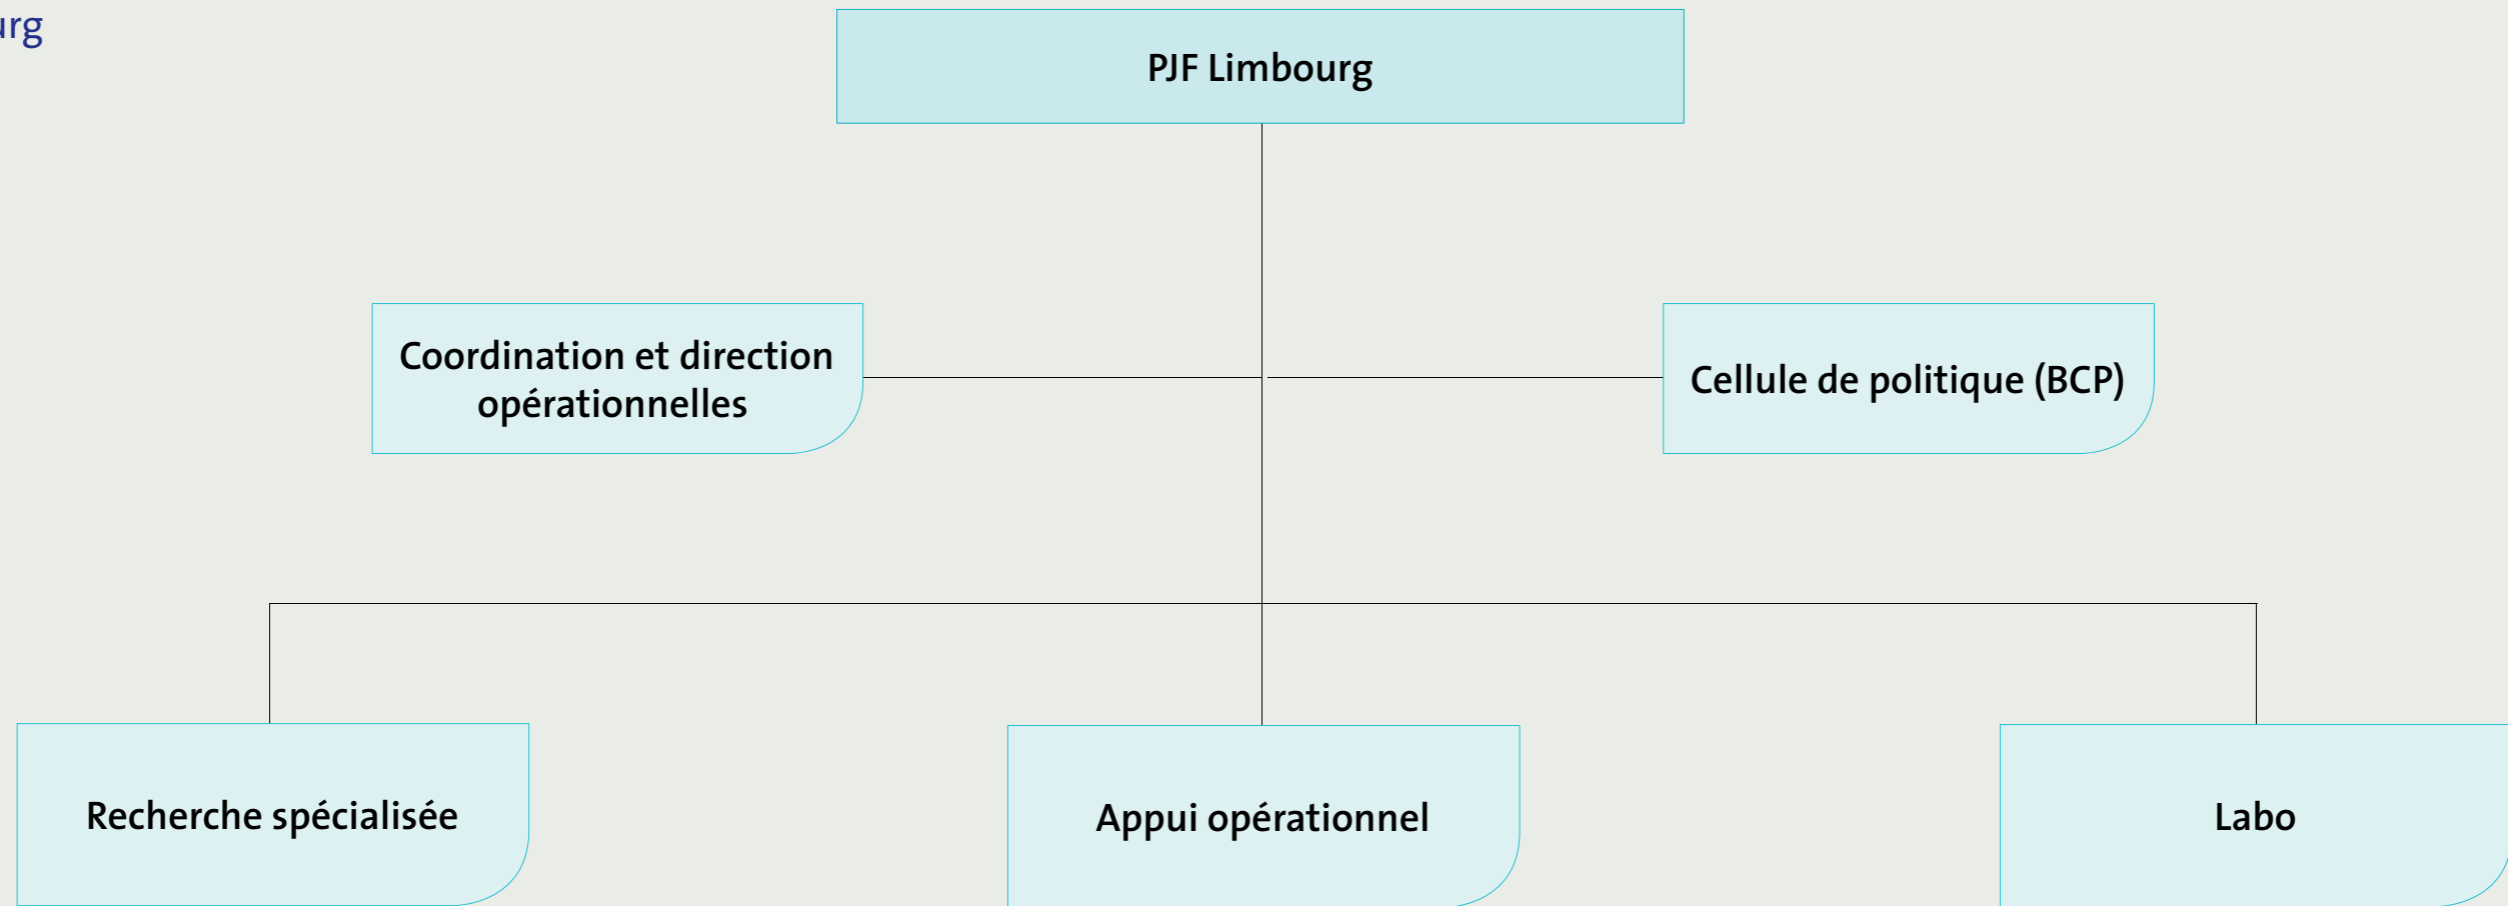 PJF Limbourg
Coordination et direction
opérationnelles
Cellule de politique (BCP)
Recherche spécialisée
Appui opérationnel
Labo